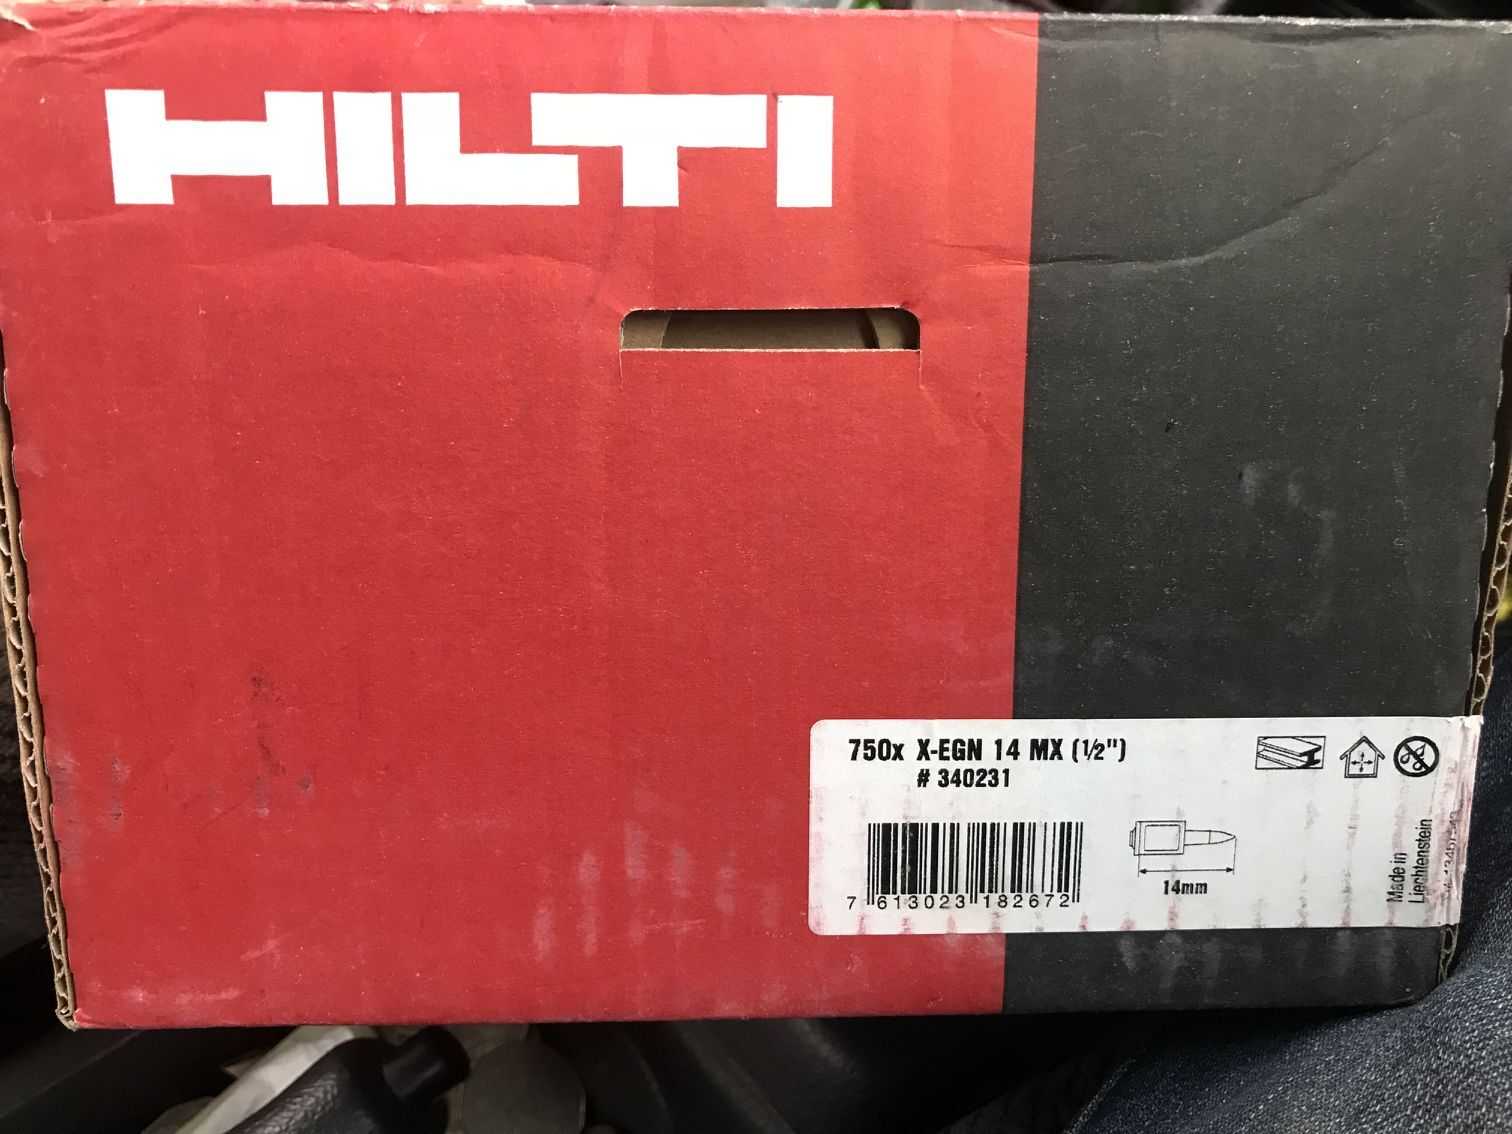 HILTI
750x X-EGN 14 MX (1/2")
# 340231
7 613023 182672
14mm
Made in
Liechtenstein